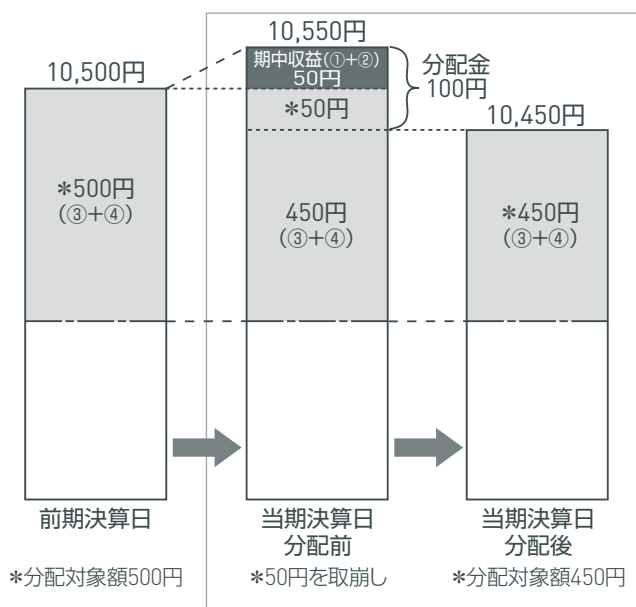 10,500円
＊500円
（③＋④）
前期決算日
＊分配対象額500円
10,550円
期中収益（①＋②）
50円
＊50円
450円
（③＋④）
分配金
100円
当期決算日
分配前
＊50円を取崩し
10,450円
＊450円
（③＋④）
当期決算日
分配後
＊分配対象額450円